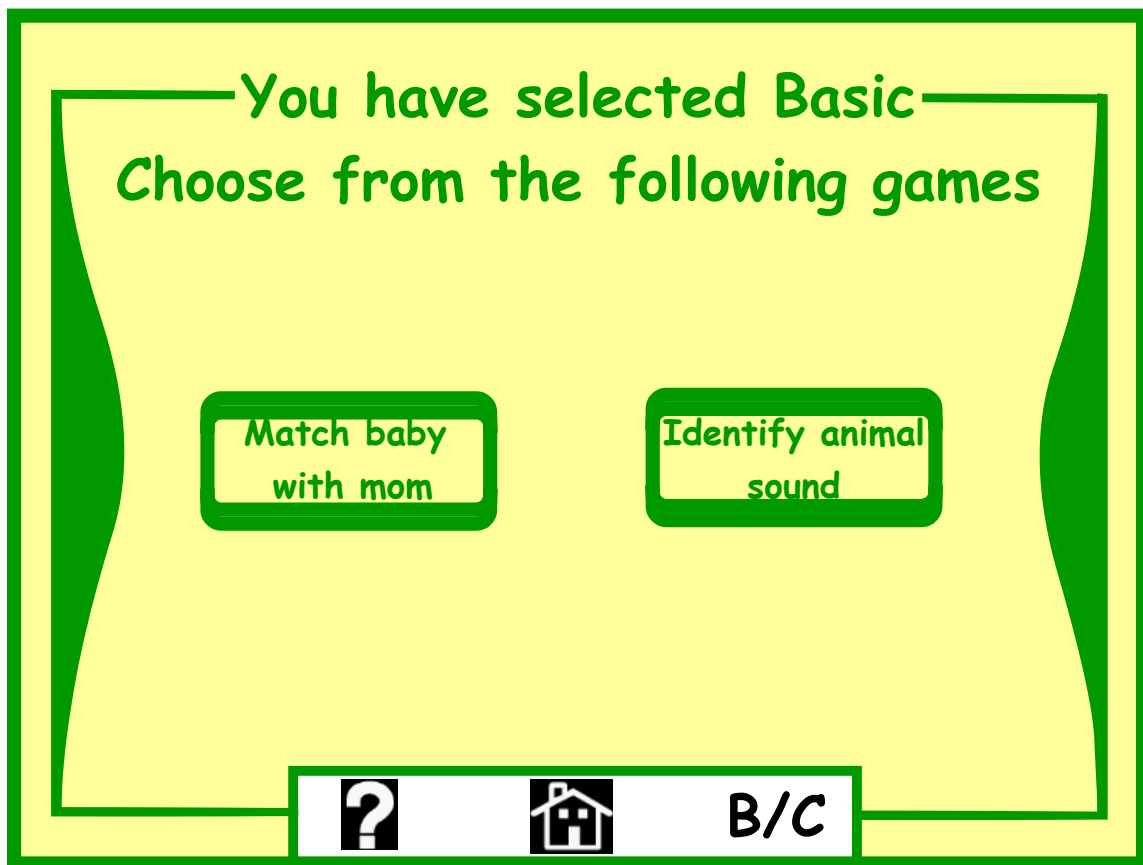 You have selected Basic
Choose from the following games
Match baby
with mom
Identify animal
sound
?
B/C